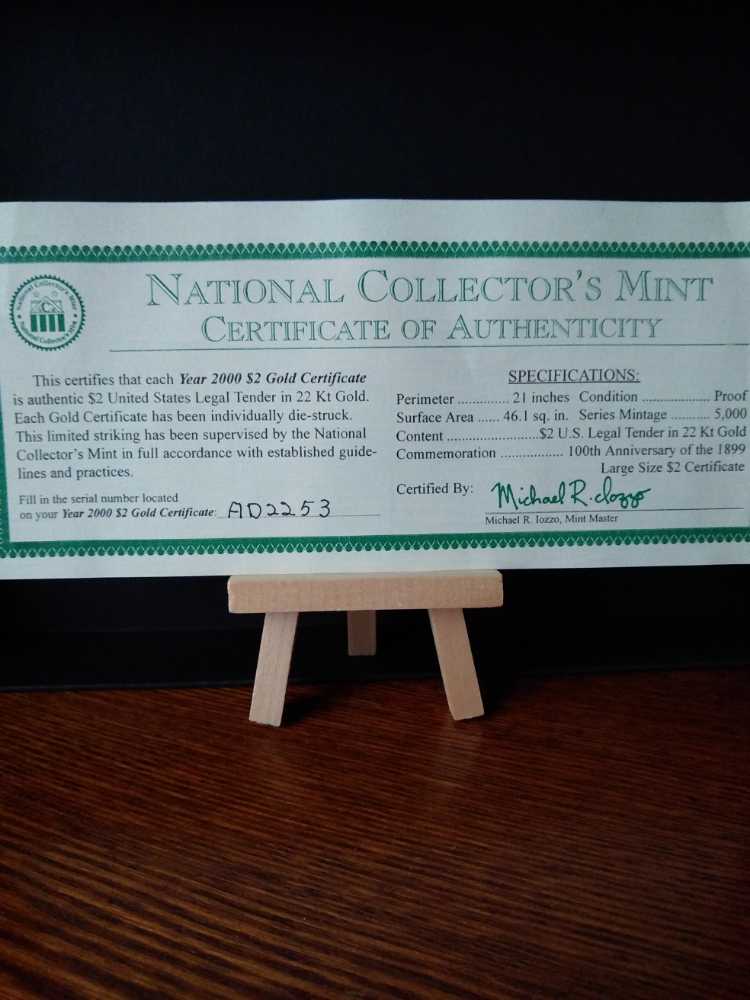 NATIONAL COLLECTOR'S MINT
CERTIFICATE OF AUTHENTICITY
This certifies that each Year 2000 $2 Gold Certificate
is authentic $2 United States Legal Tender in 22 Kt Gold.
Each Gold Certificate has been individually die-struck.
This limited striking has been supervised by the National
Collector's Mint in full accordance with established guide-
lines and practices.
Fill in the serial number located
on your Year 2000 $2 Gold Certificate: AD2253
SPECIFICATIONS:
Perimeter .............. 21 inches Condition .................. Proof
Surface Area ...... 46.1 sq. in. Series Mintage .......... 5,000
Content ........................$2 U.S. Legal Tender in 22 Kt Gold
Commemoration ................. 100th Anniversary of the 1899
Large Size $2 Certificate
Certified By: Michael R. Iozzo
Michael R. Iozzo, Mint Master